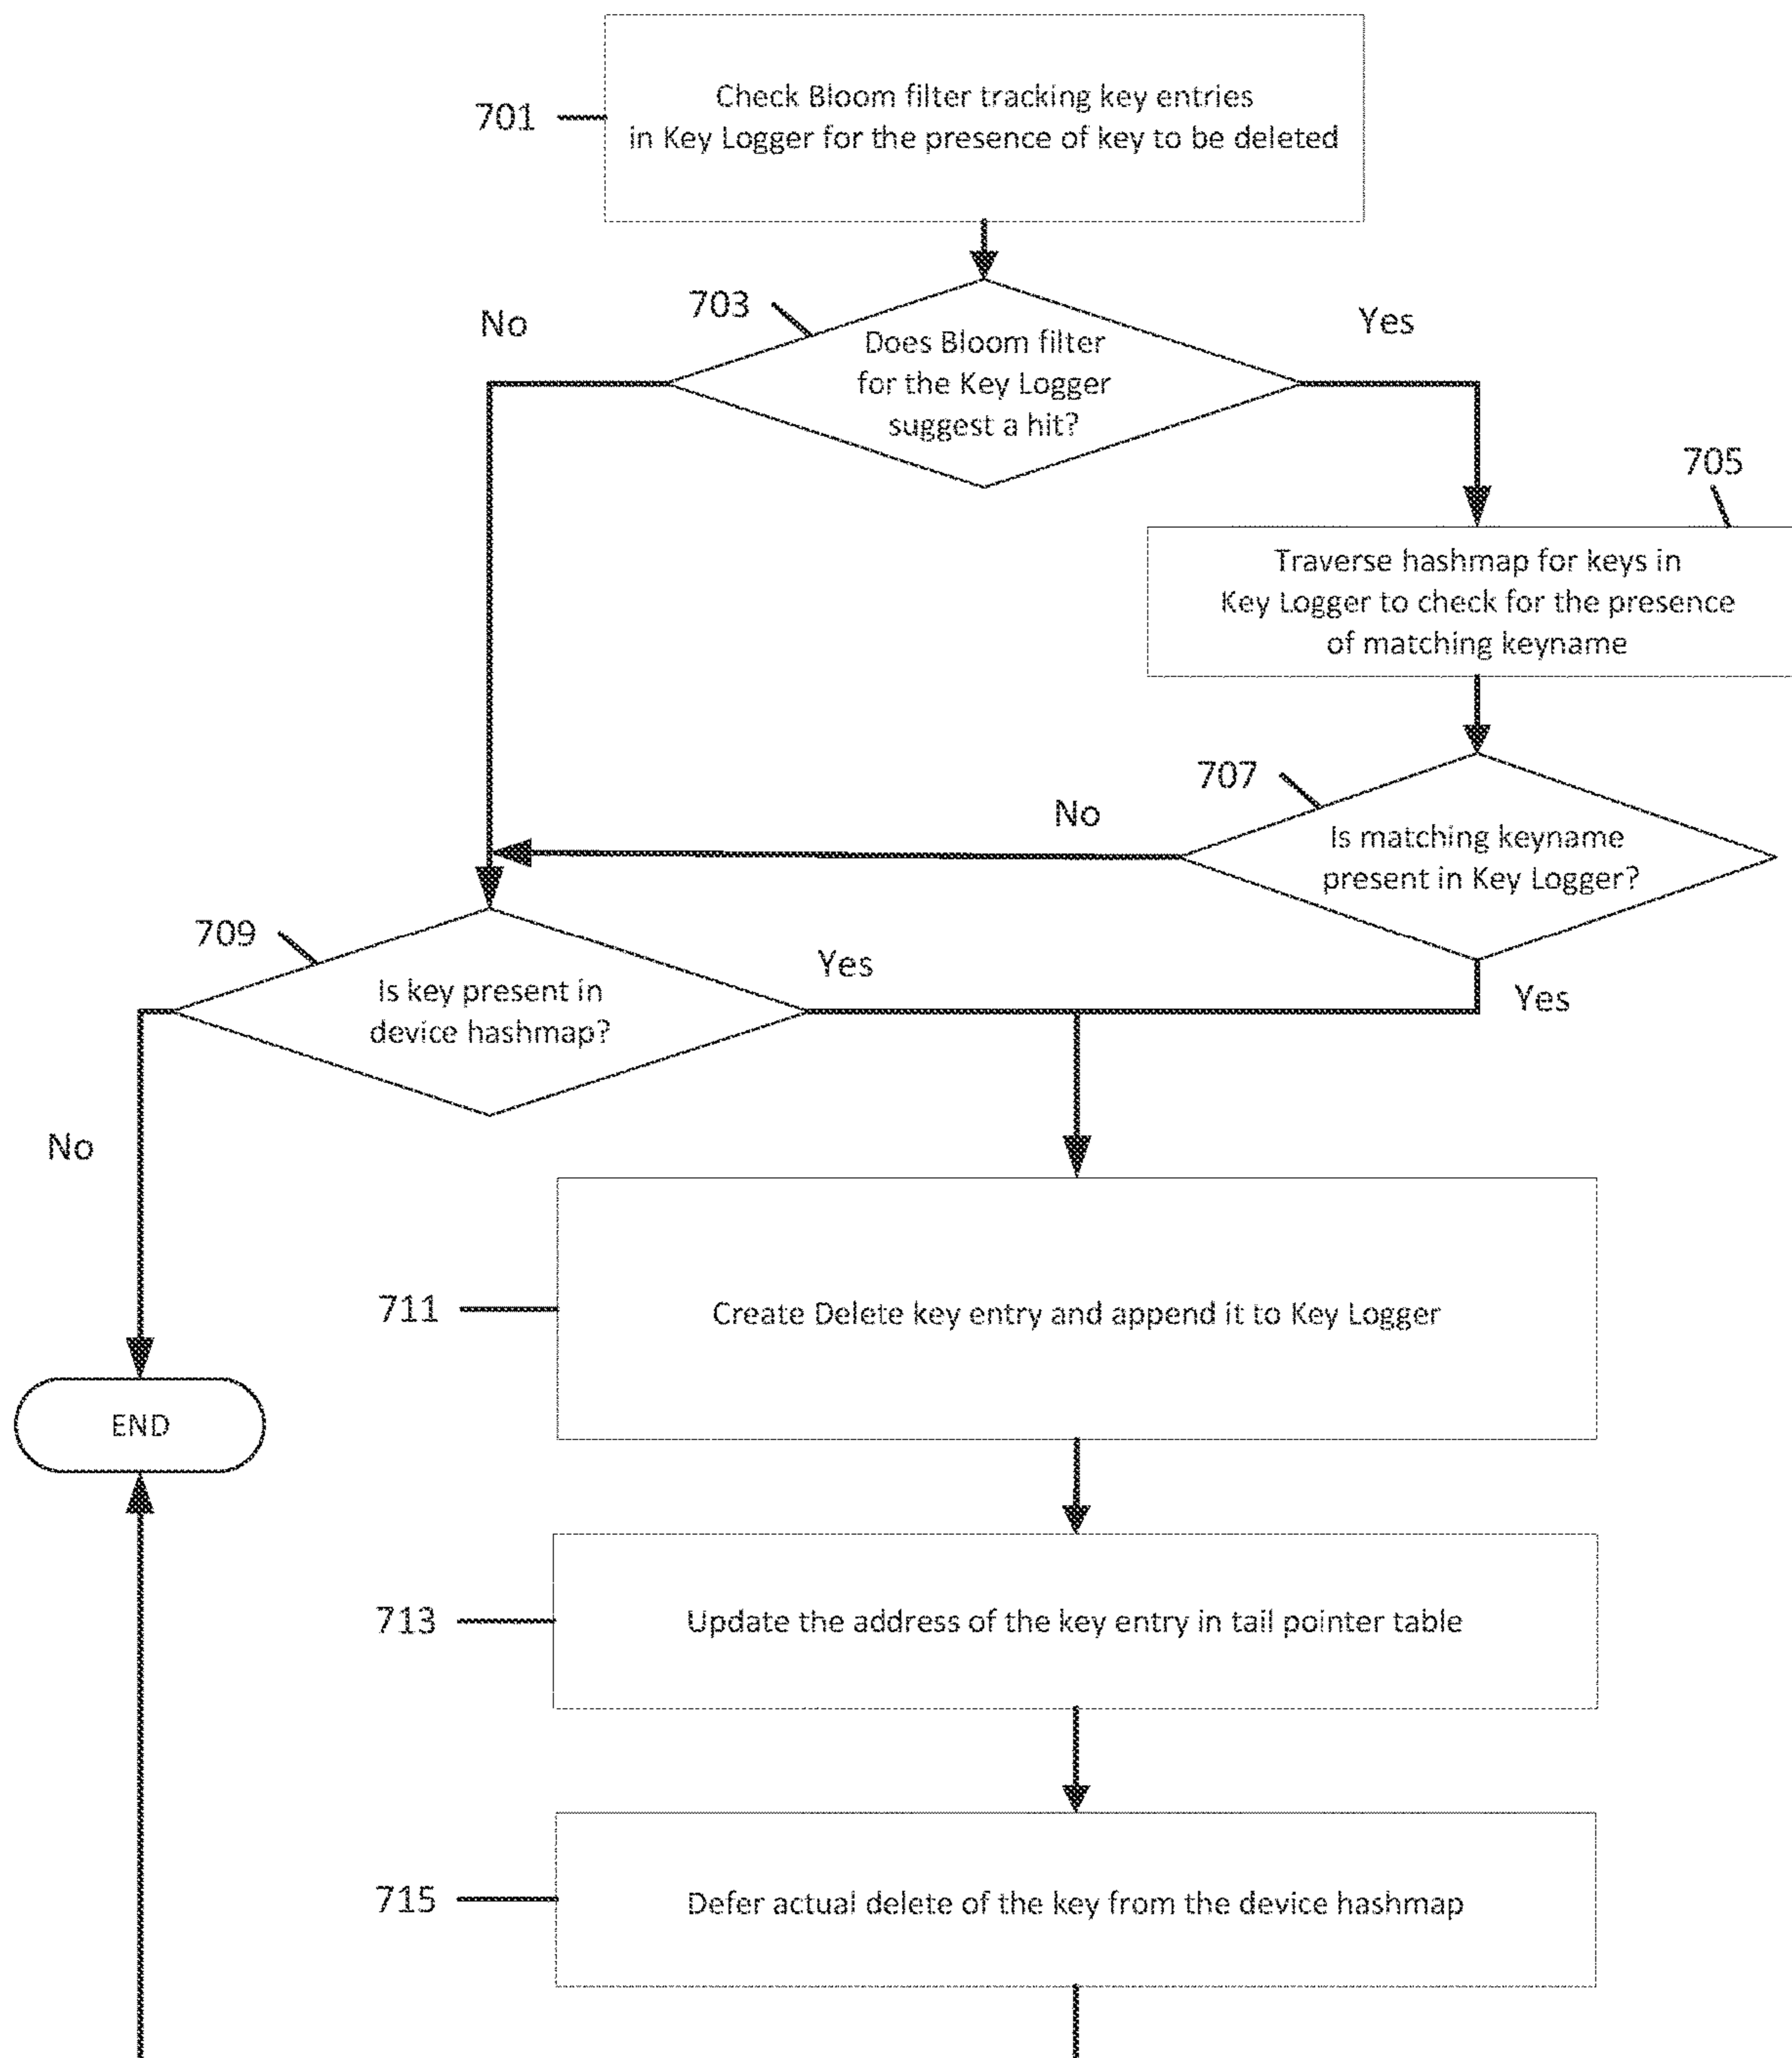 701
Check Bloom filter tracking key entries
in Key Logger for the presence of key to be deleted
703
No
Yes
Does Bloom filter
for the Key Logger
suggest a hit?
705
Traverse hashmap for keys in
Key Logger to check for the presence
of matching keyname
707
No
Is matching keyname
present in Key Logger?
709
Yes
Yes
Is key present in
device hashmap?
No
711
Create Delete key entry and append it to Key Logger
END
713
Update the address of the key entry in tail pointer table
715
Defer actual delete of the key from the device hashmap